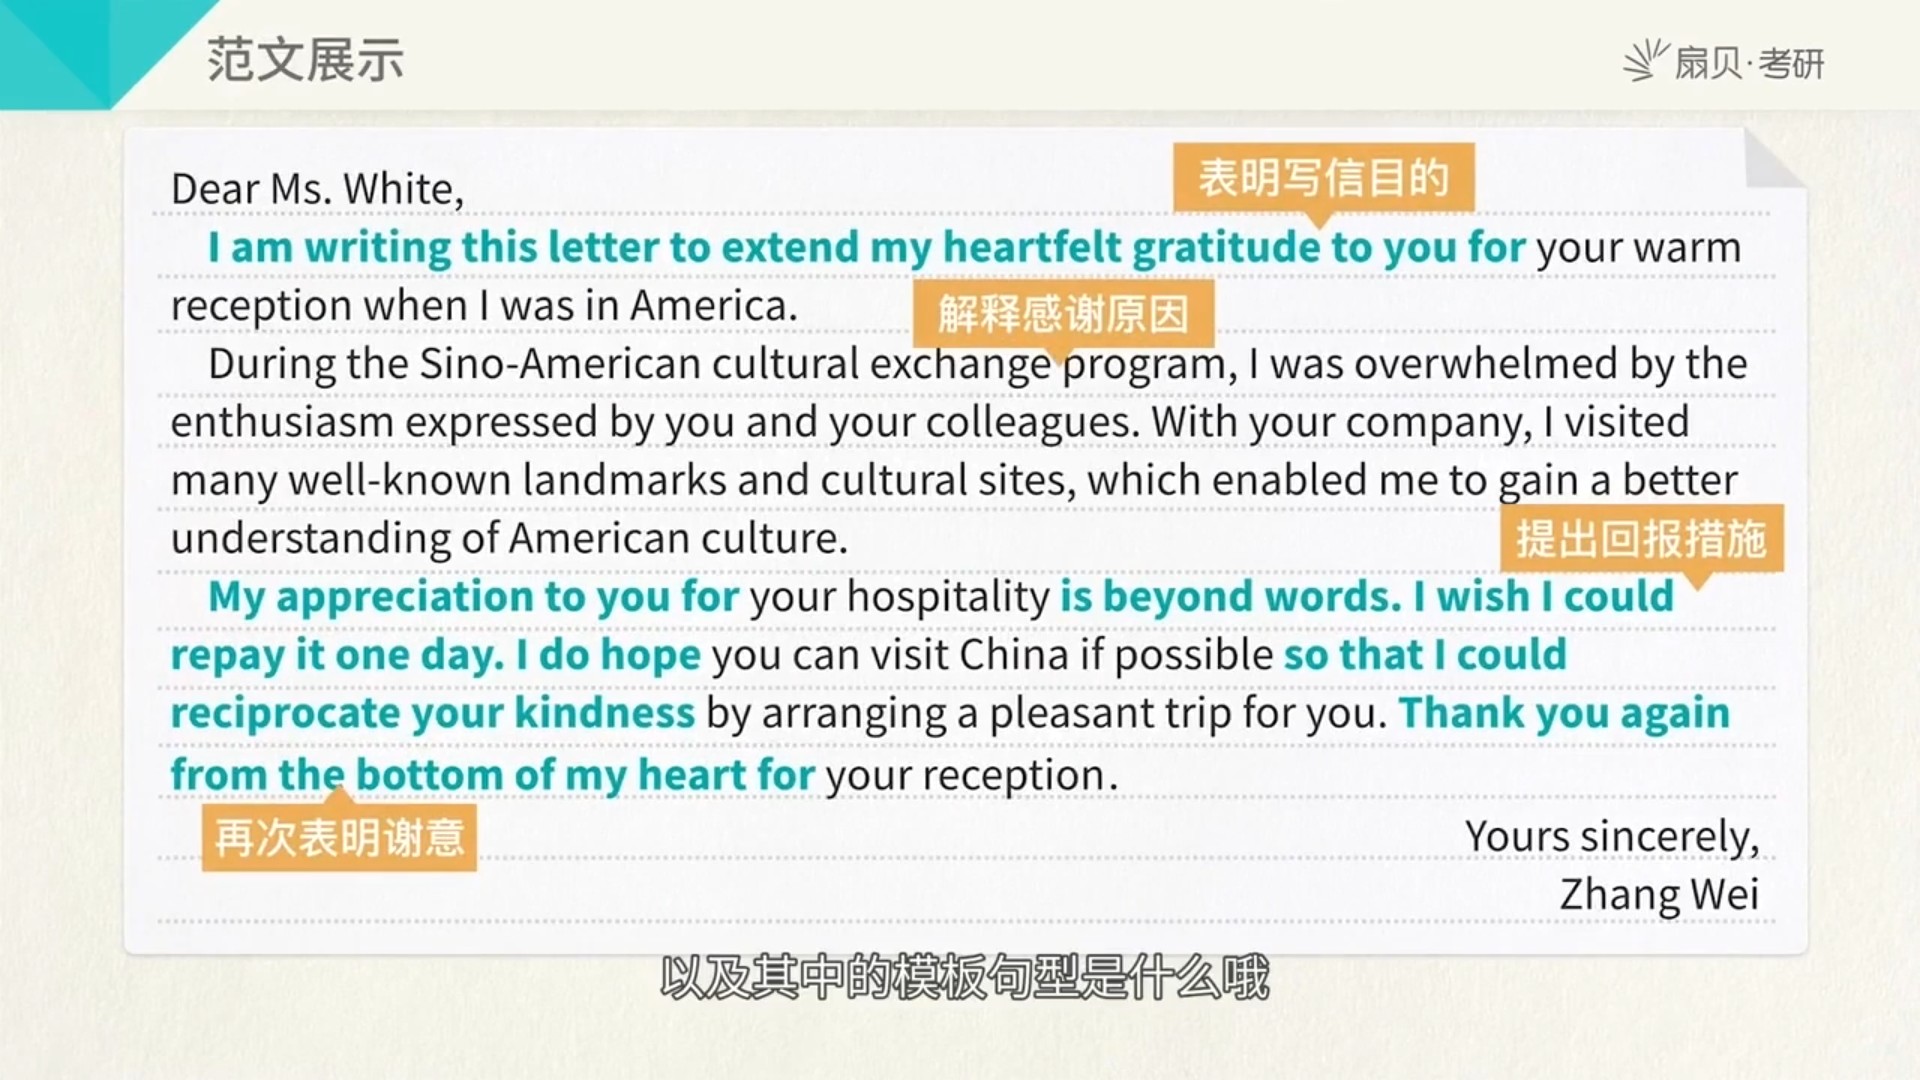 范文展示
扇贝·考研
Dear Ms. White,
表明写信目的
I am writing this letter to extend my heartfelt gratitude to you for your warm
reception when I was in America.
解释感谢原因
During the Sino-American cultural exchange program, I was overwhelmed by the
enthusiasm expressed by you and your colleagues. With your company, I visited
many well-known landmarks and cultural sites, which enabled me to gain a better
understanding of American culture.
提出回报措施
My appreciation to you for your hospitality is beyond words. I wish I could
repay it one day. I do hope you can visit China if possible so that I could
reciprocate your kindness by arranging a pleasant trip for you. Thank you again
from the bottom of my heart for your reception.
再次表明谢意
Yours sincerely,
Zhang Wei
以及其中的模板句型是什么哦